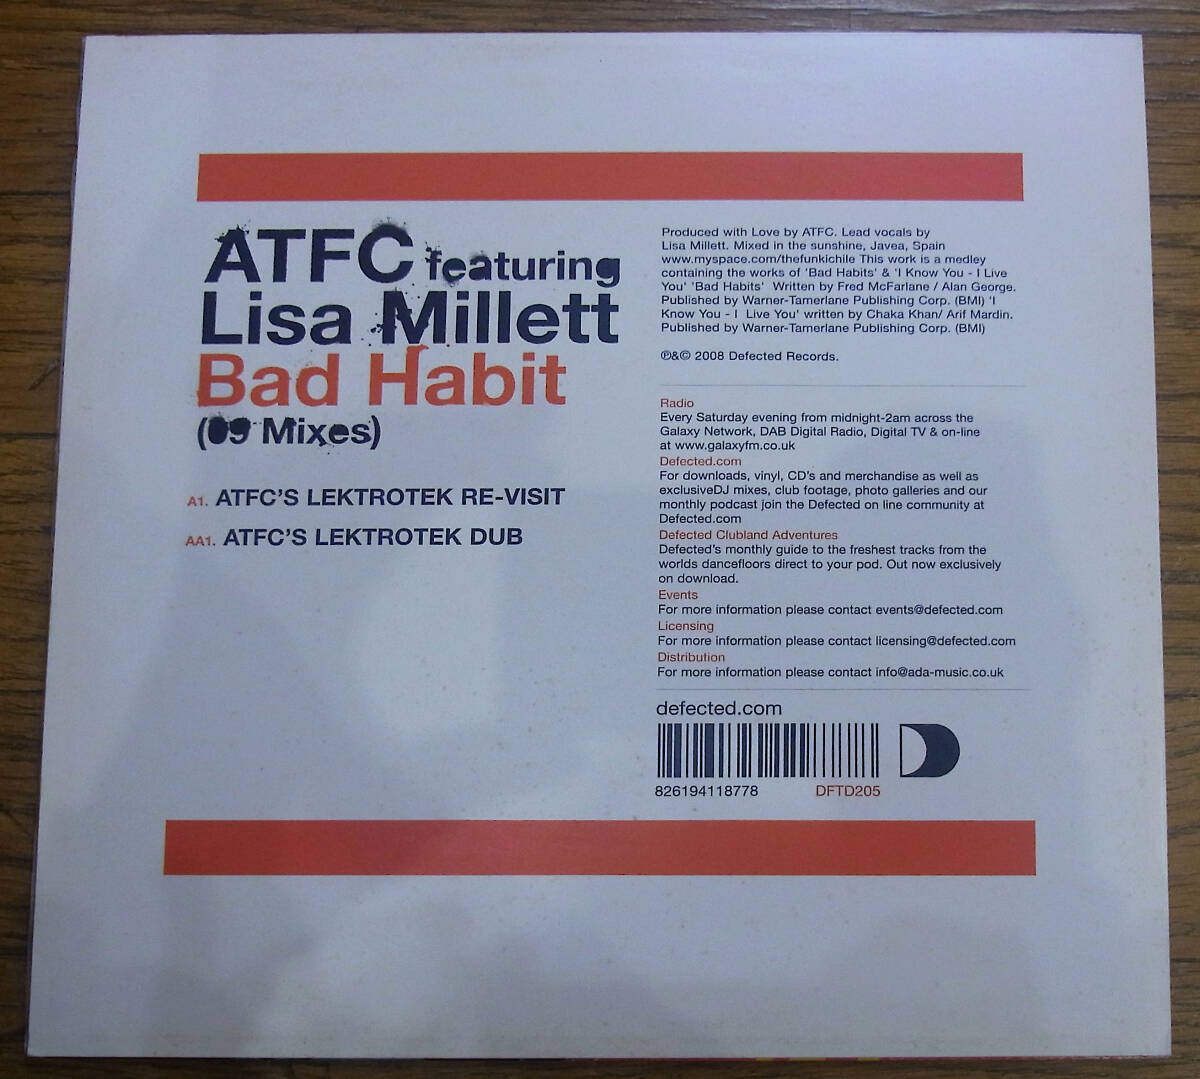 ATFC featuring
Lisa Millett
Bad Habit
(09 Mixes)
A1. ATFC'S LEKTROTEK RE-VISIT
AA1. ATFC'S LEKTROTEK DUB
Produced with Love by ATFC. Lead vocals by
Lisa Millett. Mixed in the sunshine, Javea, Spain
www.myspace.com/thefunkichile This work is a medley
containing the works of 'Bad Habits' & 'I Know You - I Live
You' 'Bad Habits' Written by Fred McFarlane / Alan George.
Published by Warner-Tamerlane Publishing Corp. (BMI) 'I
Know You - I Live You' written by Chaka Khan/ Arif Mardin.
Published by Warner-Tamerlane Publishing Corp. (BMI)
℗&© 2008 Defected Records.
Radio
Every Saturday evening from midnight-2am across the
Galaxy Network, DAB Digital Radio, Digital TV & on-line
at www.galaxyfm.co.uk
Defected.com
For downloads, vinyl, CD's and merchandise as well as
exclusiveDJ mixes, club footage, photo galleries and our
monthly podcast join the Defected on line community at
Defected.com
Defected Clubland Adventures
Defected's monthly guide to the freshest tracks from the
worlds dancefloors direct to your pod. Out now exclusively
on download.
Events
For more information please contact events@defected.com
Licensing
For more information please contact licensing@defected.com
Distribution
For more information please contact info@ada-music.co.uk
defected.com
826194118778 DFTD205